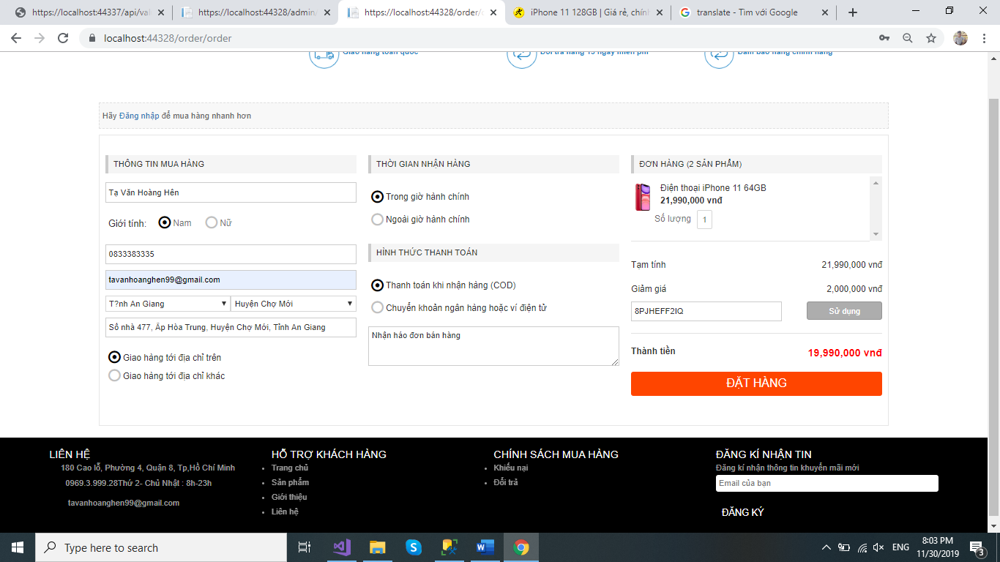 https://localhost:44337/api/val
https://localhost:44328/admin/
https://localhost:44328/order/o
iPhone 11 128GB | Giá rẻ, chính
translate - Tìm với Google
localhost:44328/order/order
Giao hàng toàn quốc
Đổi trả hàng 15 ngày miễn phí
Đảm bảo hàng chính hãng
Hãy Đăng nhập để mua hàng nhanh hơn
THÔNG TIN MUA HÀNG
Tạ Văn Hoàng Hên
Giới tính: Nam Nữ
0833383335
tavanhoanghen99@gmail.com
T?nh An Giang Huyện Chợ Mới
Số nhà 477, Ấp Hòa Trung, Huyện Chợ Mới, Tỉnh An Giang
Giao hàng tới địa chỉ trên
Giao hàng tới địa chỉ khác
THỜI GIAN NHẬN HÀNG
Trong giờ hành chính
Ngoài giờ hành chính
HÌNH THỨC THANH TOÁN
Thanh toán khi nhận hàng (COD)
Chuyển khoản ngân hàng hoặc ví điện tử
Nhận háo đơn bán hàng
ĐƠN HÀNG (2 SẢN PHẨM)
Điện thoại iPhone 11 64GB
21,990,000 vnđ
Số lượng 1
Tạm tính 21,990,000 vnđ
Giảm giá 2,000,000 vnđ
8PJHEFF2IQ Sử dụng
Thành tiền 19,990,000 vnđ
ĐẶT HÀNG
LIÊN HỆ
180 Cao lỗ, Phường 4, Quận 8, Tp,Hồ Chí Minh
0969.3.999.28Thứ 2- Chủ Nhật : 8h-23h
tavanhoanghen99@gmail.com
HỖ TRỢ KHÁCH HÀNG
Trang chủ
Sản phẩm
Giới thiệu
Liên hệ
CHÍNH SÁCH MUA HÀNG
Khiếu nại
Đổi trả
ĐĂNG KÍ NHẬN TIN
Đăng kí nhận thông tin khuyến mãi mới
Email của bạn
ĐĂNG KÝ
Type here to search
ENG
8:03 PM
11/30/2019
3